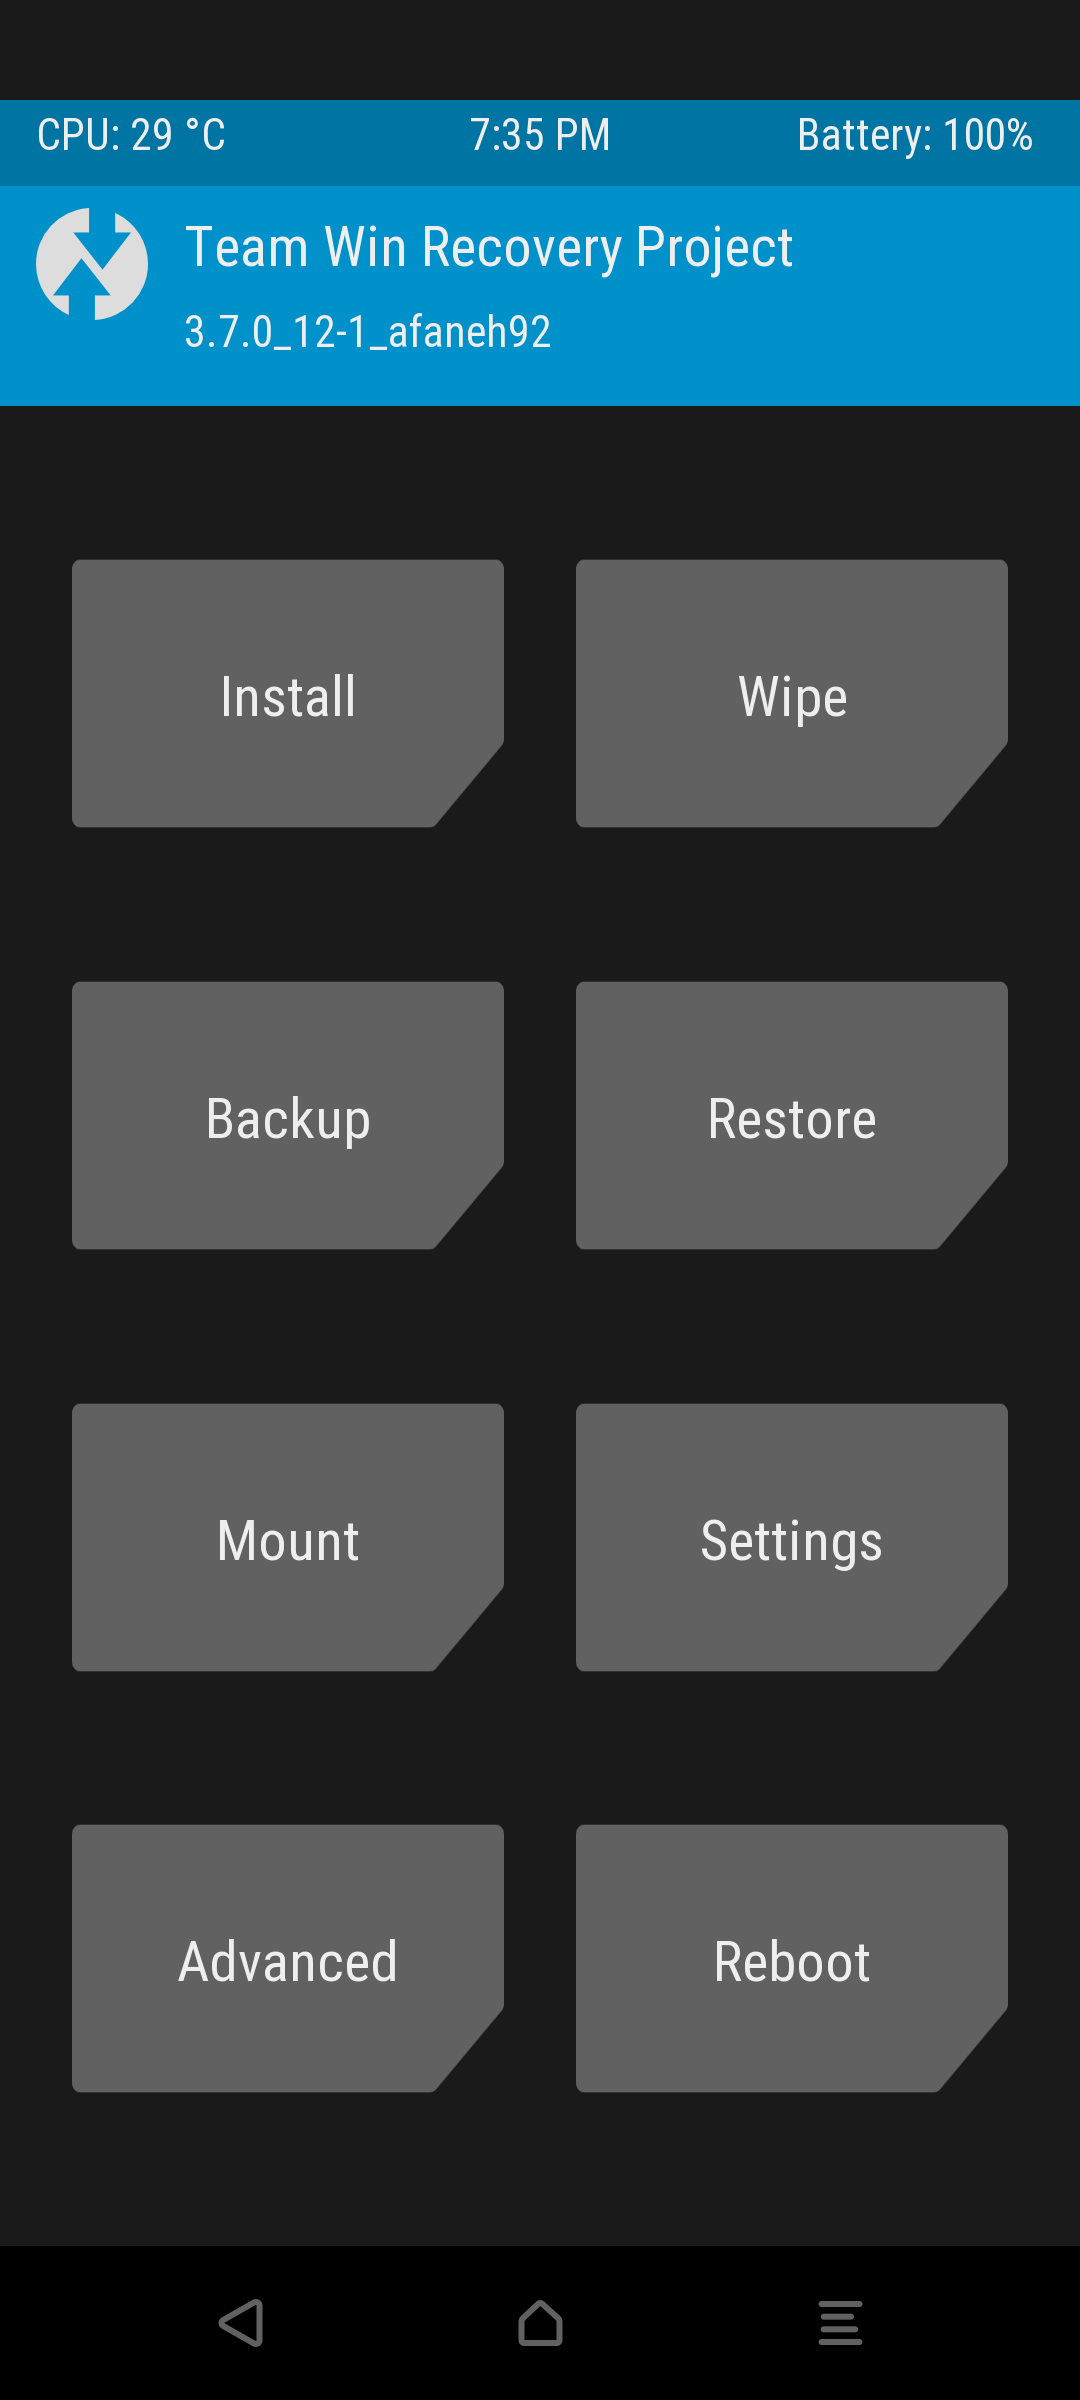 CPU: 29 °C 7:35 PM Battery: 100%
Team Win Recovery Project
3.7.0_12-1_afaneh92
Install Wipe
Backup Restore
Mount Settings
Advanced Reboot